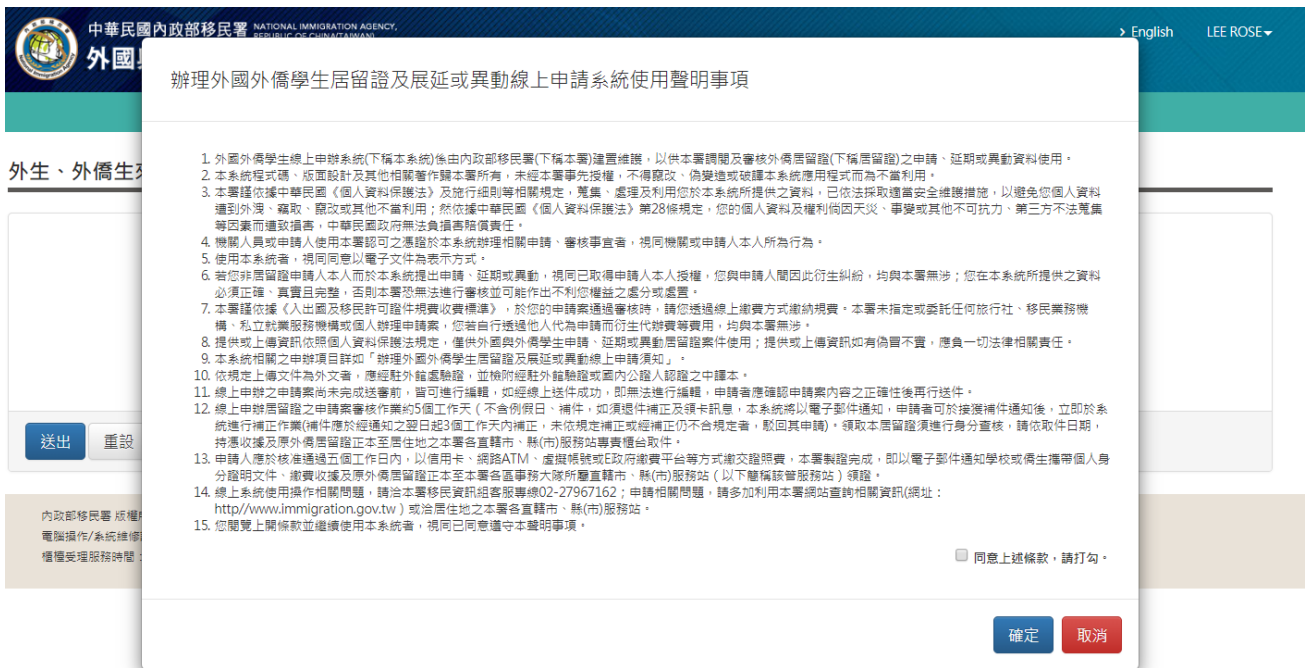 中華民國內政部移民署 NATIONAL IMMIGRATION AGENCY,
REPUBLIC OF CHINA(TAIWAN)
外國
English LEE ROSE
辦理外國外僑學生居留證及展延或異動線上申請系統使用聲明事項
外生、外僑生
1. 外國外僑學生線上申辦系統(下稱本系統)係由內政部移民署(下稱本署)建置維護，以供本署調閱及審核外僑居留證(下稱居留證)之申請、延期或異動資料使用。
2. 本系統程式碼、版面設計及其相關著作歸本署所有，未經本署事先授權，不得竄改、偽變造或破譯本系統應用程式而為不當利用。
3. 本署謹依據中華民國《個人資料保護法》及施行細則等相關規定，蒐集、處理及利用您於本系統所提供之資料，已依法採取適當安全維護措施，以避免您個人資料
遭到外洩、竊取、竄改或其他不當利用；然依據中華民國《個人資料保護法》第28條規定，您的個人資料及權利倘因天災、事變或其他不可抗力、第三方不法蒐集
等因素而遭致損害，中華民國政府無法負損害賠償責任。
4. 機關人員或申請人使用本署認可之憑證於本系統辦理相關申請、審核事宜者，視同機關或申請人本人所為行為。
5. 使用本系統者，視同同意以電子文件為表示方式。
6. 若您非居留證申請人本人而於本系統提出申請、延期或異動，視同已取得申請人本人授權，您與申請人間因此衍生糾紛，均與本署無涉；您在本系統所提供之資料
必須正確、真實且完整，否則本署恐無法進行審核並可能作出不利您權益之處分或處置。
7. 本署謹依據《入出國及移民許可證件規費收費標準》，於您的申請案通過審核時，請您透過線上繳費方式繳納規費。本署未指定或委託任何旅行社、移民業務機
構、私立就業服務機構或個人辦理申請案，您若自行透過他人代為申請而衍生代辦費等費用，均與本署無涉。
8. 提供或上傳資訊依照個人資料保護法規定，僅供外國與外僑學生申請、延期或異動居留證案件使用；提供或上傳資訊如有偽冒不實，應負一切法律相關責任。
9. 本系統相關之申辦項目詳如「辦理外國外僑學生居留證及展延或異動線上申請須知」。
10. 依規定上傳文件為外文者，應經駐外館處驗證，並檢附經駐外館驗證或國內公證人認證之中譯本。
11. 線上申辦之申請案尚未完成送審前，皆可進行編輯，如經線上送件成功，即無法進行編輯，申請者應確認申請案內容之正確性後再行送件。
12. 線上申辦居留證之申請案審核作業約5個工作天（不含例假日、補件，如須退件補正及領卡訊息，本系統將以電子郵件通知，申請者可於接獲補件通知後，立即於系
統進行補正作業(補件應於經通知之翌日起3個工作天內補正，未依規定補正或經補正仍不合規定者，駁回其申請)。領取本居留證須進行身分查核，請依取件日期，
持憑收據及原外僑居留證正本至居住地之本署各直轄市、縣(市)服務站專責櫃台取件。
13. 申請人應於核准通過五個工作日內，以信用卡、網路ATM、虛擬帳號或E政府繳費平台等方式繳交證照費，本署製證完成，即以電子郵件通知學校或僑生攜帶個人身
分證明文件、繳費收據及原外僑居留證正本至本署各區事務大隊所屬直轄市、縣(市)服務站（以下簡稱該管服務站）領證。
14. 線上系統使用操作相關問題，請洽本署移民資訊組客服專線02-27967162；申請相關問題，請多加利用本署網站查詢相關資訊(網址：
http//www.immigration.gov.tw）或洽居住地之本署各直轄市、縣(市)服務站。
15. 您閱覽上開條款並繼續使用本系統者，視同已同意遵守本聲明事項。
送出 重設
同意上述條款，請打勾。
內政部移民署 版權
電腦操作/系統維修
櫃檯受理服務時間：
確定 取消